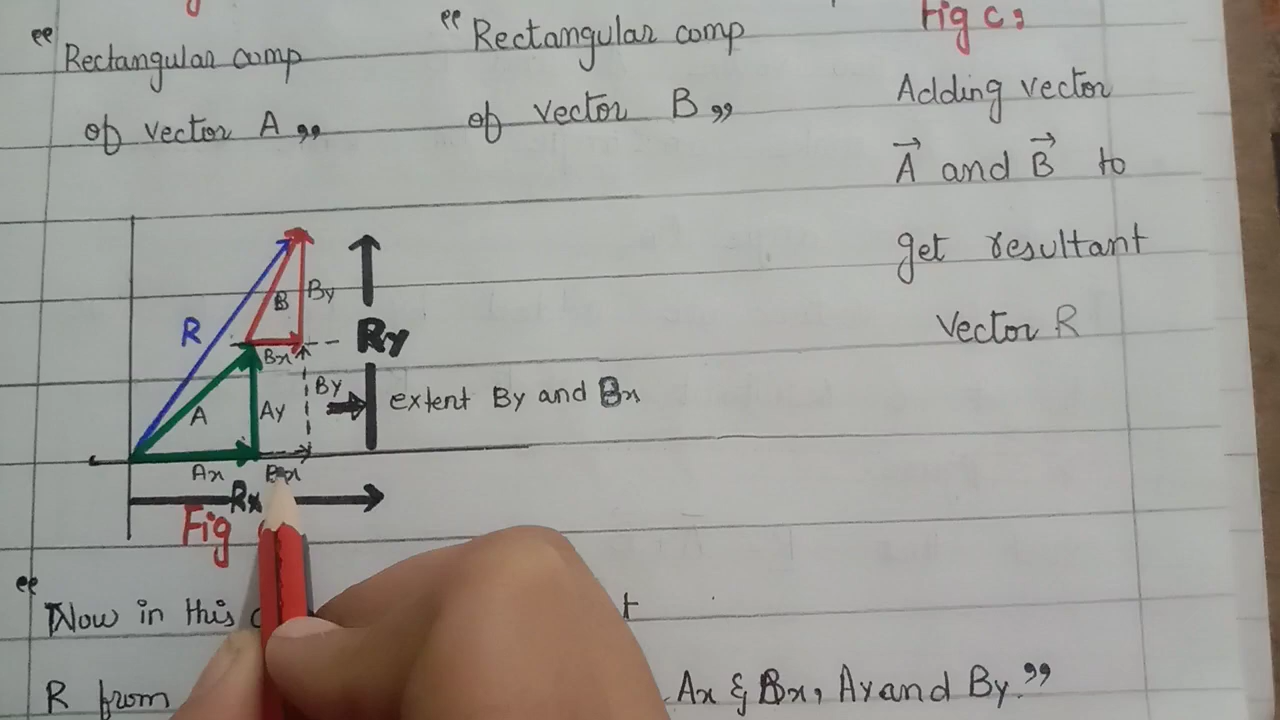 “Rectangular comp
of vector A„
“Rectangular comp
of vector B„
Fig c:
Adding vector
A and B to
get resultant
Vector R
R
B
By
Bx
Ry
A
Ay
By
extent By and Bx
Ax
Bx
Rx
Fig
“Now in this
R from
Ax & Bx, Ay and By.”